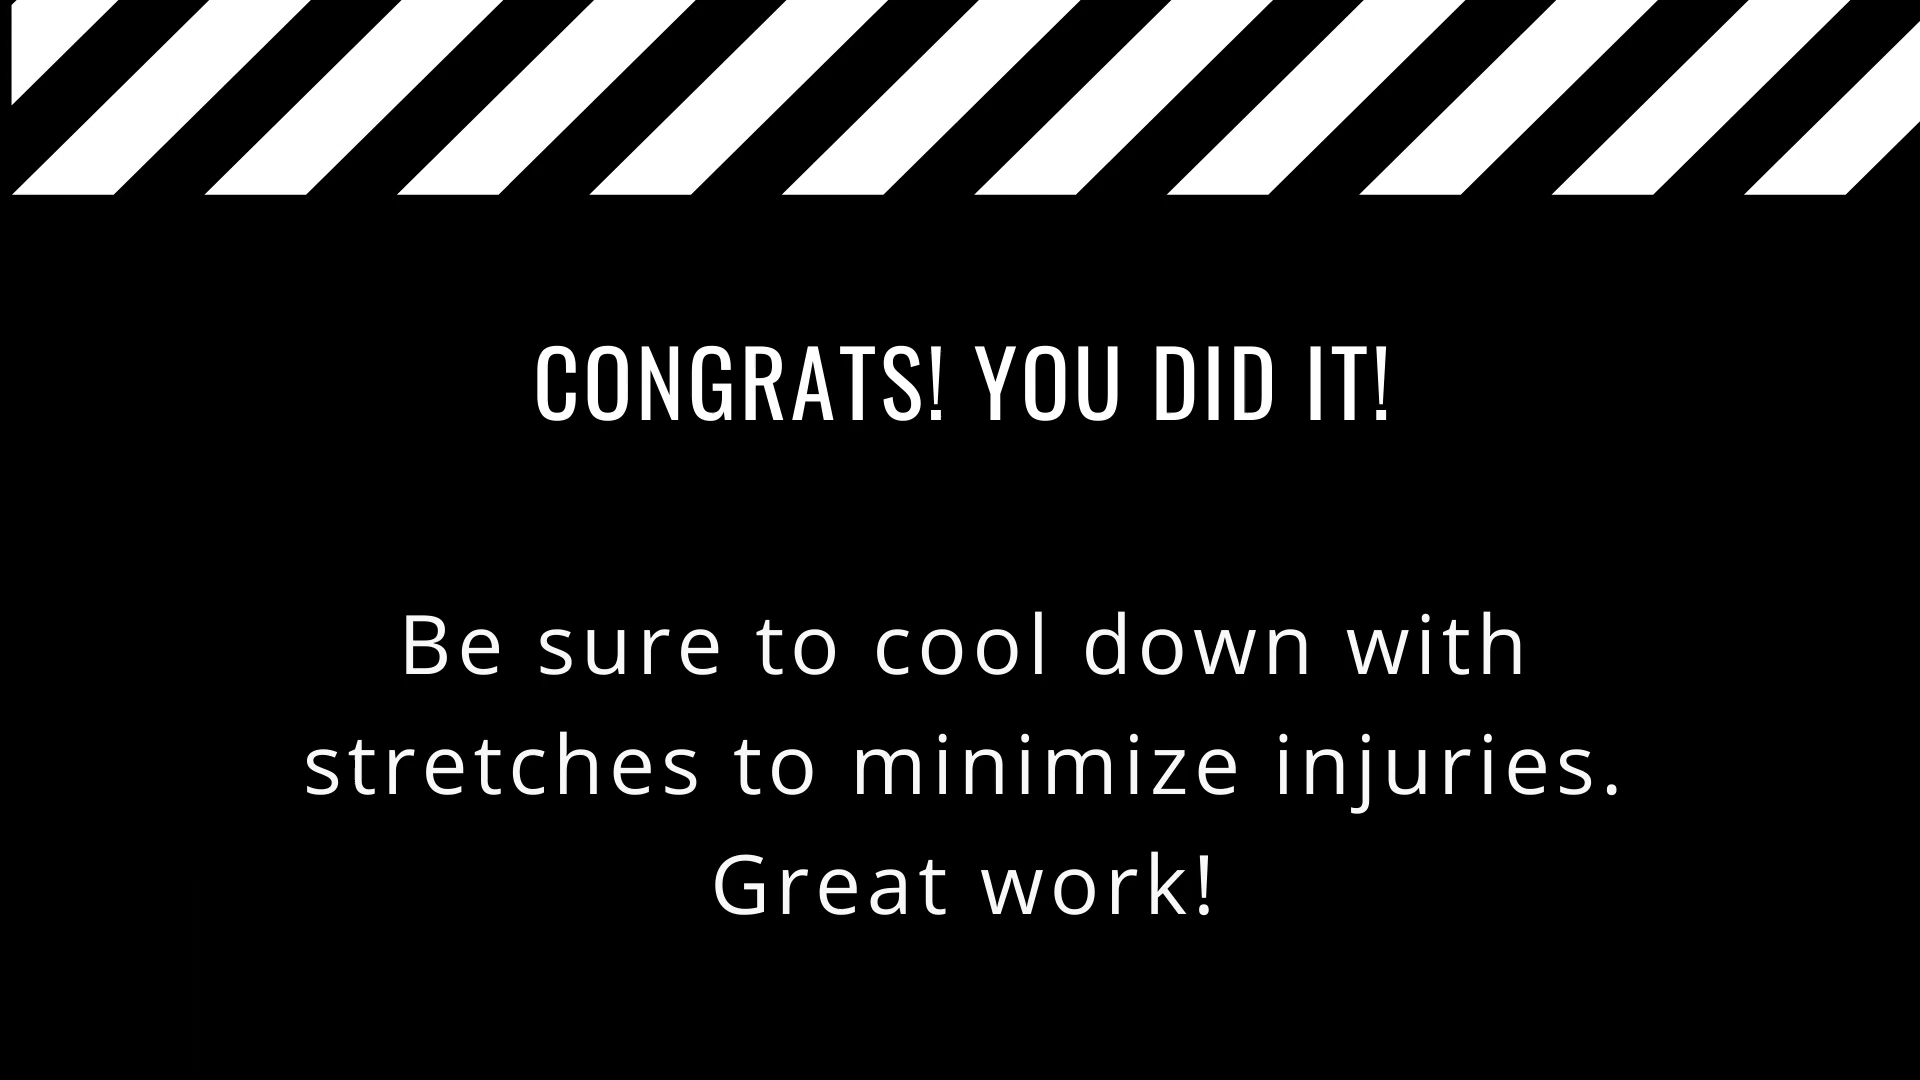 CONGRATS! YOU DID IT!
Be sure to cool down with
stretches to minimize injuries.
Great work!